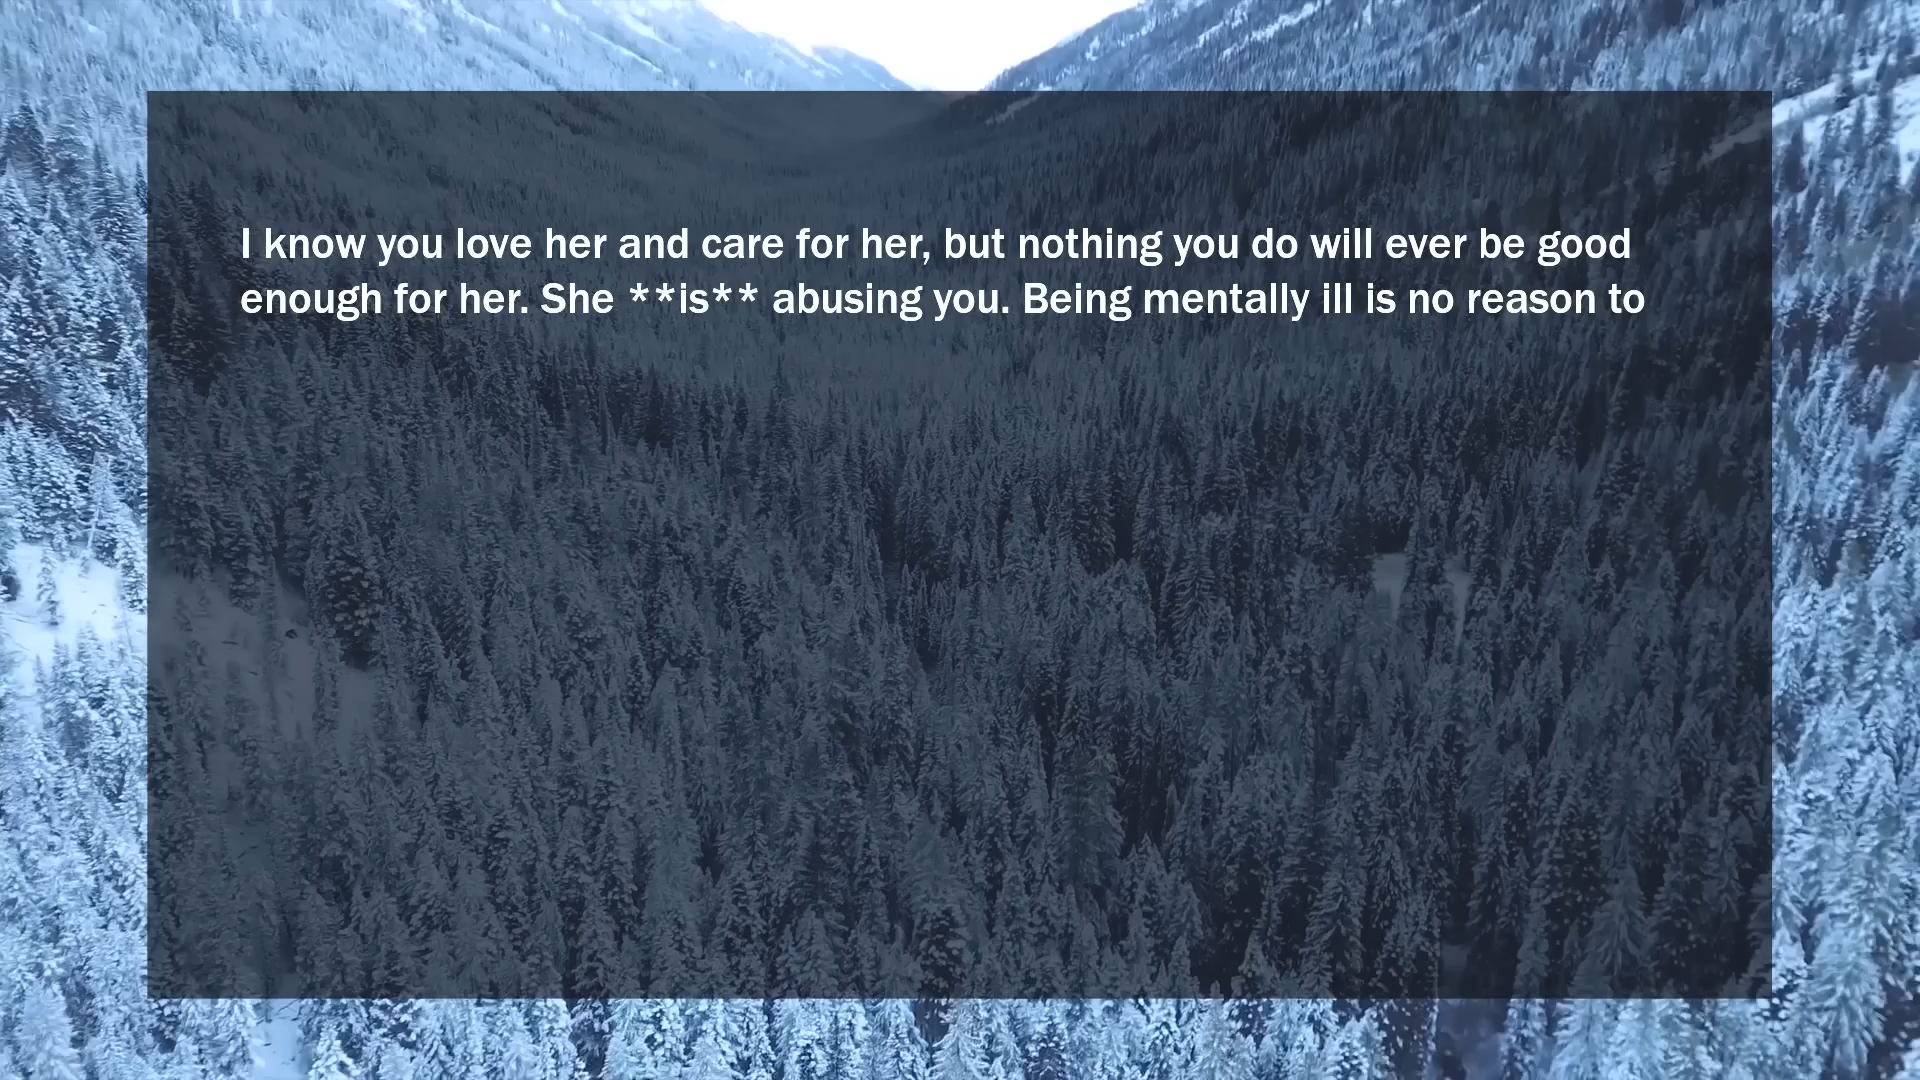 I know you love her and care for her, but nothing you do will ever be good
enough for her. She **is** abusing you. Being mentally ill is no reason to